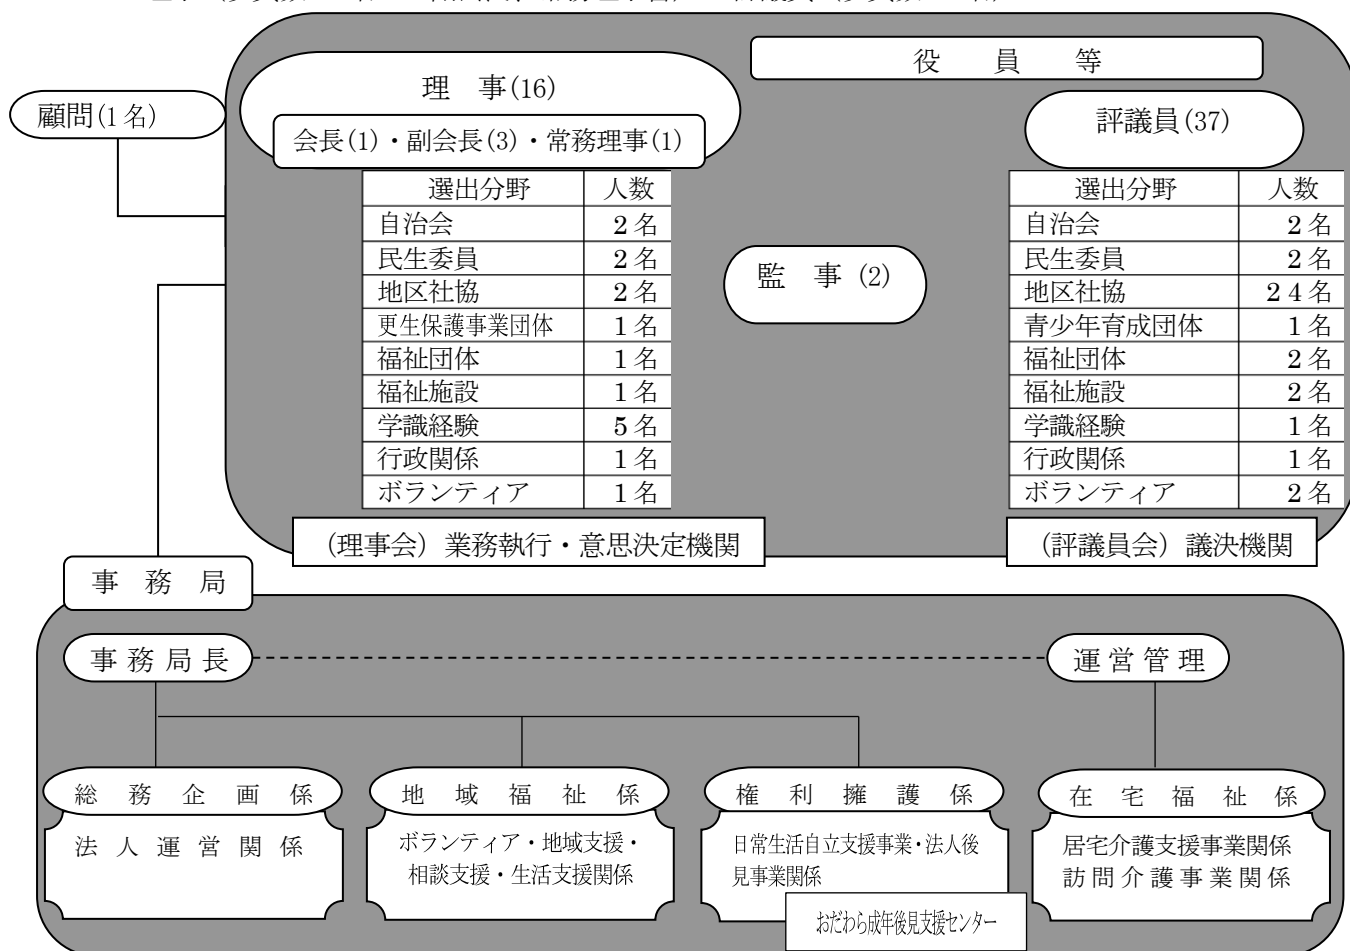 役 員 等
理 事(16)
顧問(1名)
会長(1)・副会長(3)・常務理事(1)
評議員(37)
選出分野 人数
自治会 2名
民生委員 2名
地区社協 2名
更生保護事業団体 1名
福祉団体 1名
福祉施設 1名
学識経験 5名
行政関係 1名
ボランティア 1名
監 事 (2)
選出分野 人数
自治会 2名
民生委員 2名
地区社協 24名
青少年育成団体 1名
福祉団体 2名
福祉施設 2名
学識経験 1名
行政関係 1名
ボランティア 2名
(理事会) 業務執行・意思決定機関
(評議員会) 議決機関
事 務 局
事務局長
運営管理
総 務 企 画 係
法 人 運 営 関 係
地 域 福 祉 係
ボランティア・地域支援・
相談支援・生活支援関係
権 利 擁 護 係
日常生活自立支援事業・法人後
見事業関係
おだわら成年後見支援センター
在 宅 福 祉 係
居宅介護支援事業関係
訪問介護事業関係